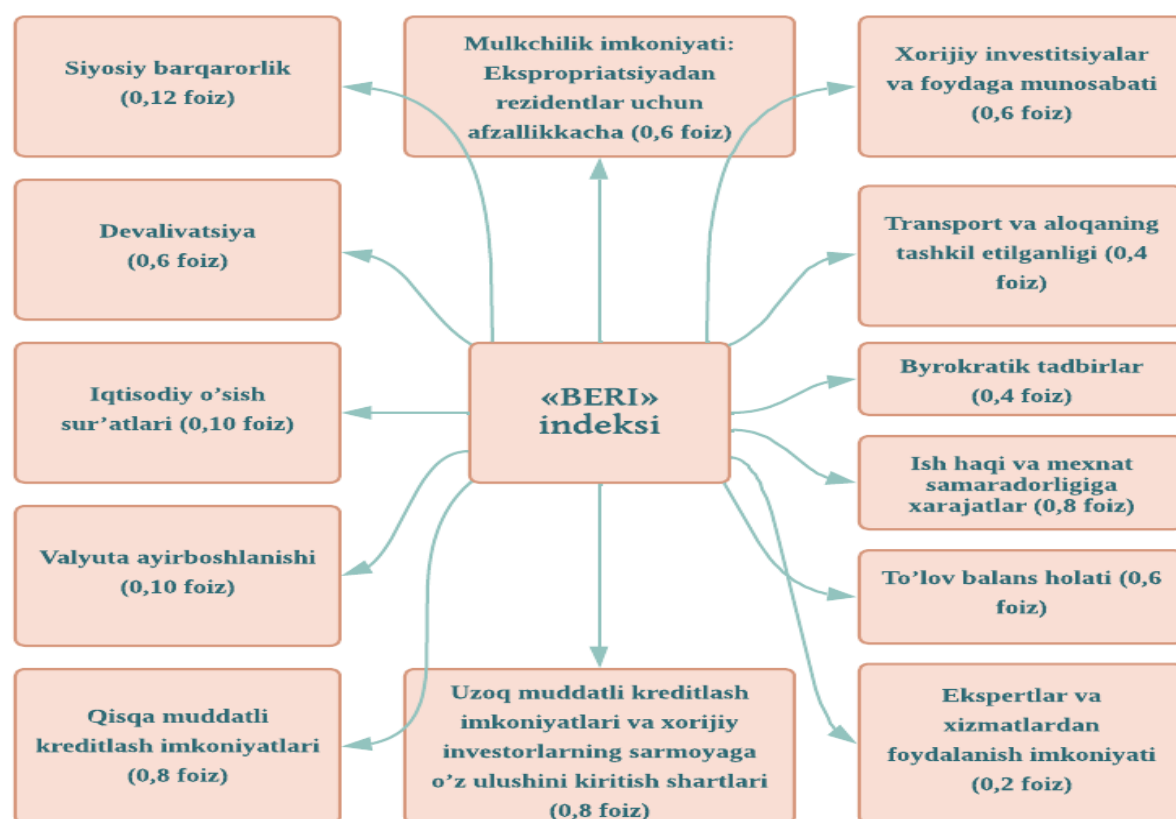 Siyosiy barqarorlik
(0,12 foiz)
Mulkchilik imkoniyati:
Ekspropriatsiyadan
rezidentlar uchun
afzallikkacha (0,6 foiz)
Xorijiy investitsiyalar
va foydaga munosabati
(0,6 foiz)
Devalivatsiya
(0,6 foiz)
Transport va aloqaning
tashkil etilganligi (0,4
foiz)
Iqtisodiy o’sish
sur’atlari (0,10 foiz)
«BERI»
indeksi
Byrokratik tadbirlar
(0,4 foiz)
Ish haqi va mexnat
samaradorligiga
xarajatlar (0,8 foiz)
Valyuta ayirboshlanishi
(0,10 foiz)
To’lov balans holati (0,6
foiz)
Qisqa muddatli
kreditlash imkoniyatlari
(0,8 foiz)
Uzoq muddatli kreditlash
imkoniyatlari va xorijiy
investorlarning sarmoyaga
o’z ulushini kiritish shartlari
(0,8 foiz)
Ekspertlar va
xizmatlardan
foydalanish imkoniyati
(0,2 foiz)